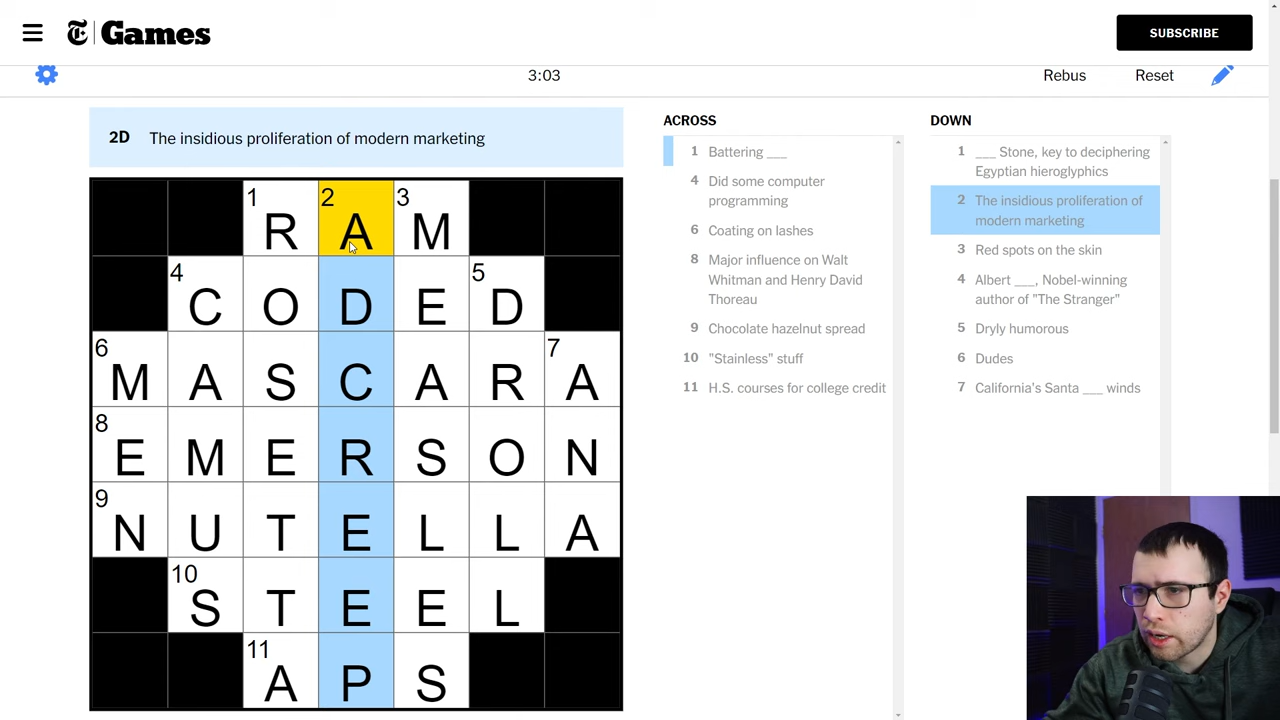 Games
SUBSCRIBE
3:03
Rebus
Reset
2D The insidious proliferation of modern marketing
1 R 2 A 3 M
4 C O D E 5 D
6 M A S C A R 7 A
8 E M E R S O N
9 N U T E L L A
10 S T E E L
11 A P S
ACROSS
1 Battering ___
4 Did some computer
programming
6 Coating on lashes
8 Major influence on Walt
Whitman and Henry David
Thoreau
9 Chocolate hazelnut spread
10 "Stainless" stuff
11 H.S. courses for college credit
DOWN
1 ___ Stone, key to deciphering
Egyptian hieroglyphics
2 The insidious proliferation of
modern marketing
3 Red spots on the skin
4 Albert ___, Nobel-winning
author of "The Stranger"
5 Dryly humorous
6 Dudes
7 California's Santa ___ winds